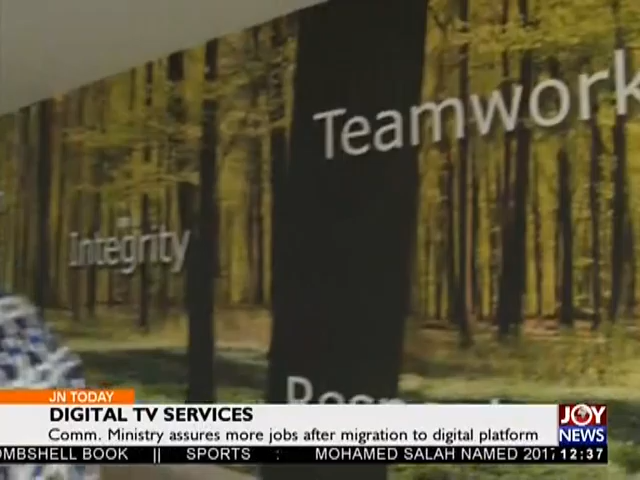 Teamwork
Integrity
JN TODAY
DIGITAL TV SERVICES
Comm. Ministry assures more jobs after migration to digital platform
JOY
NEWS
OMBSHELL BOOK || SPORTS : MOHAMED SALAH NAMED 2017
12:37